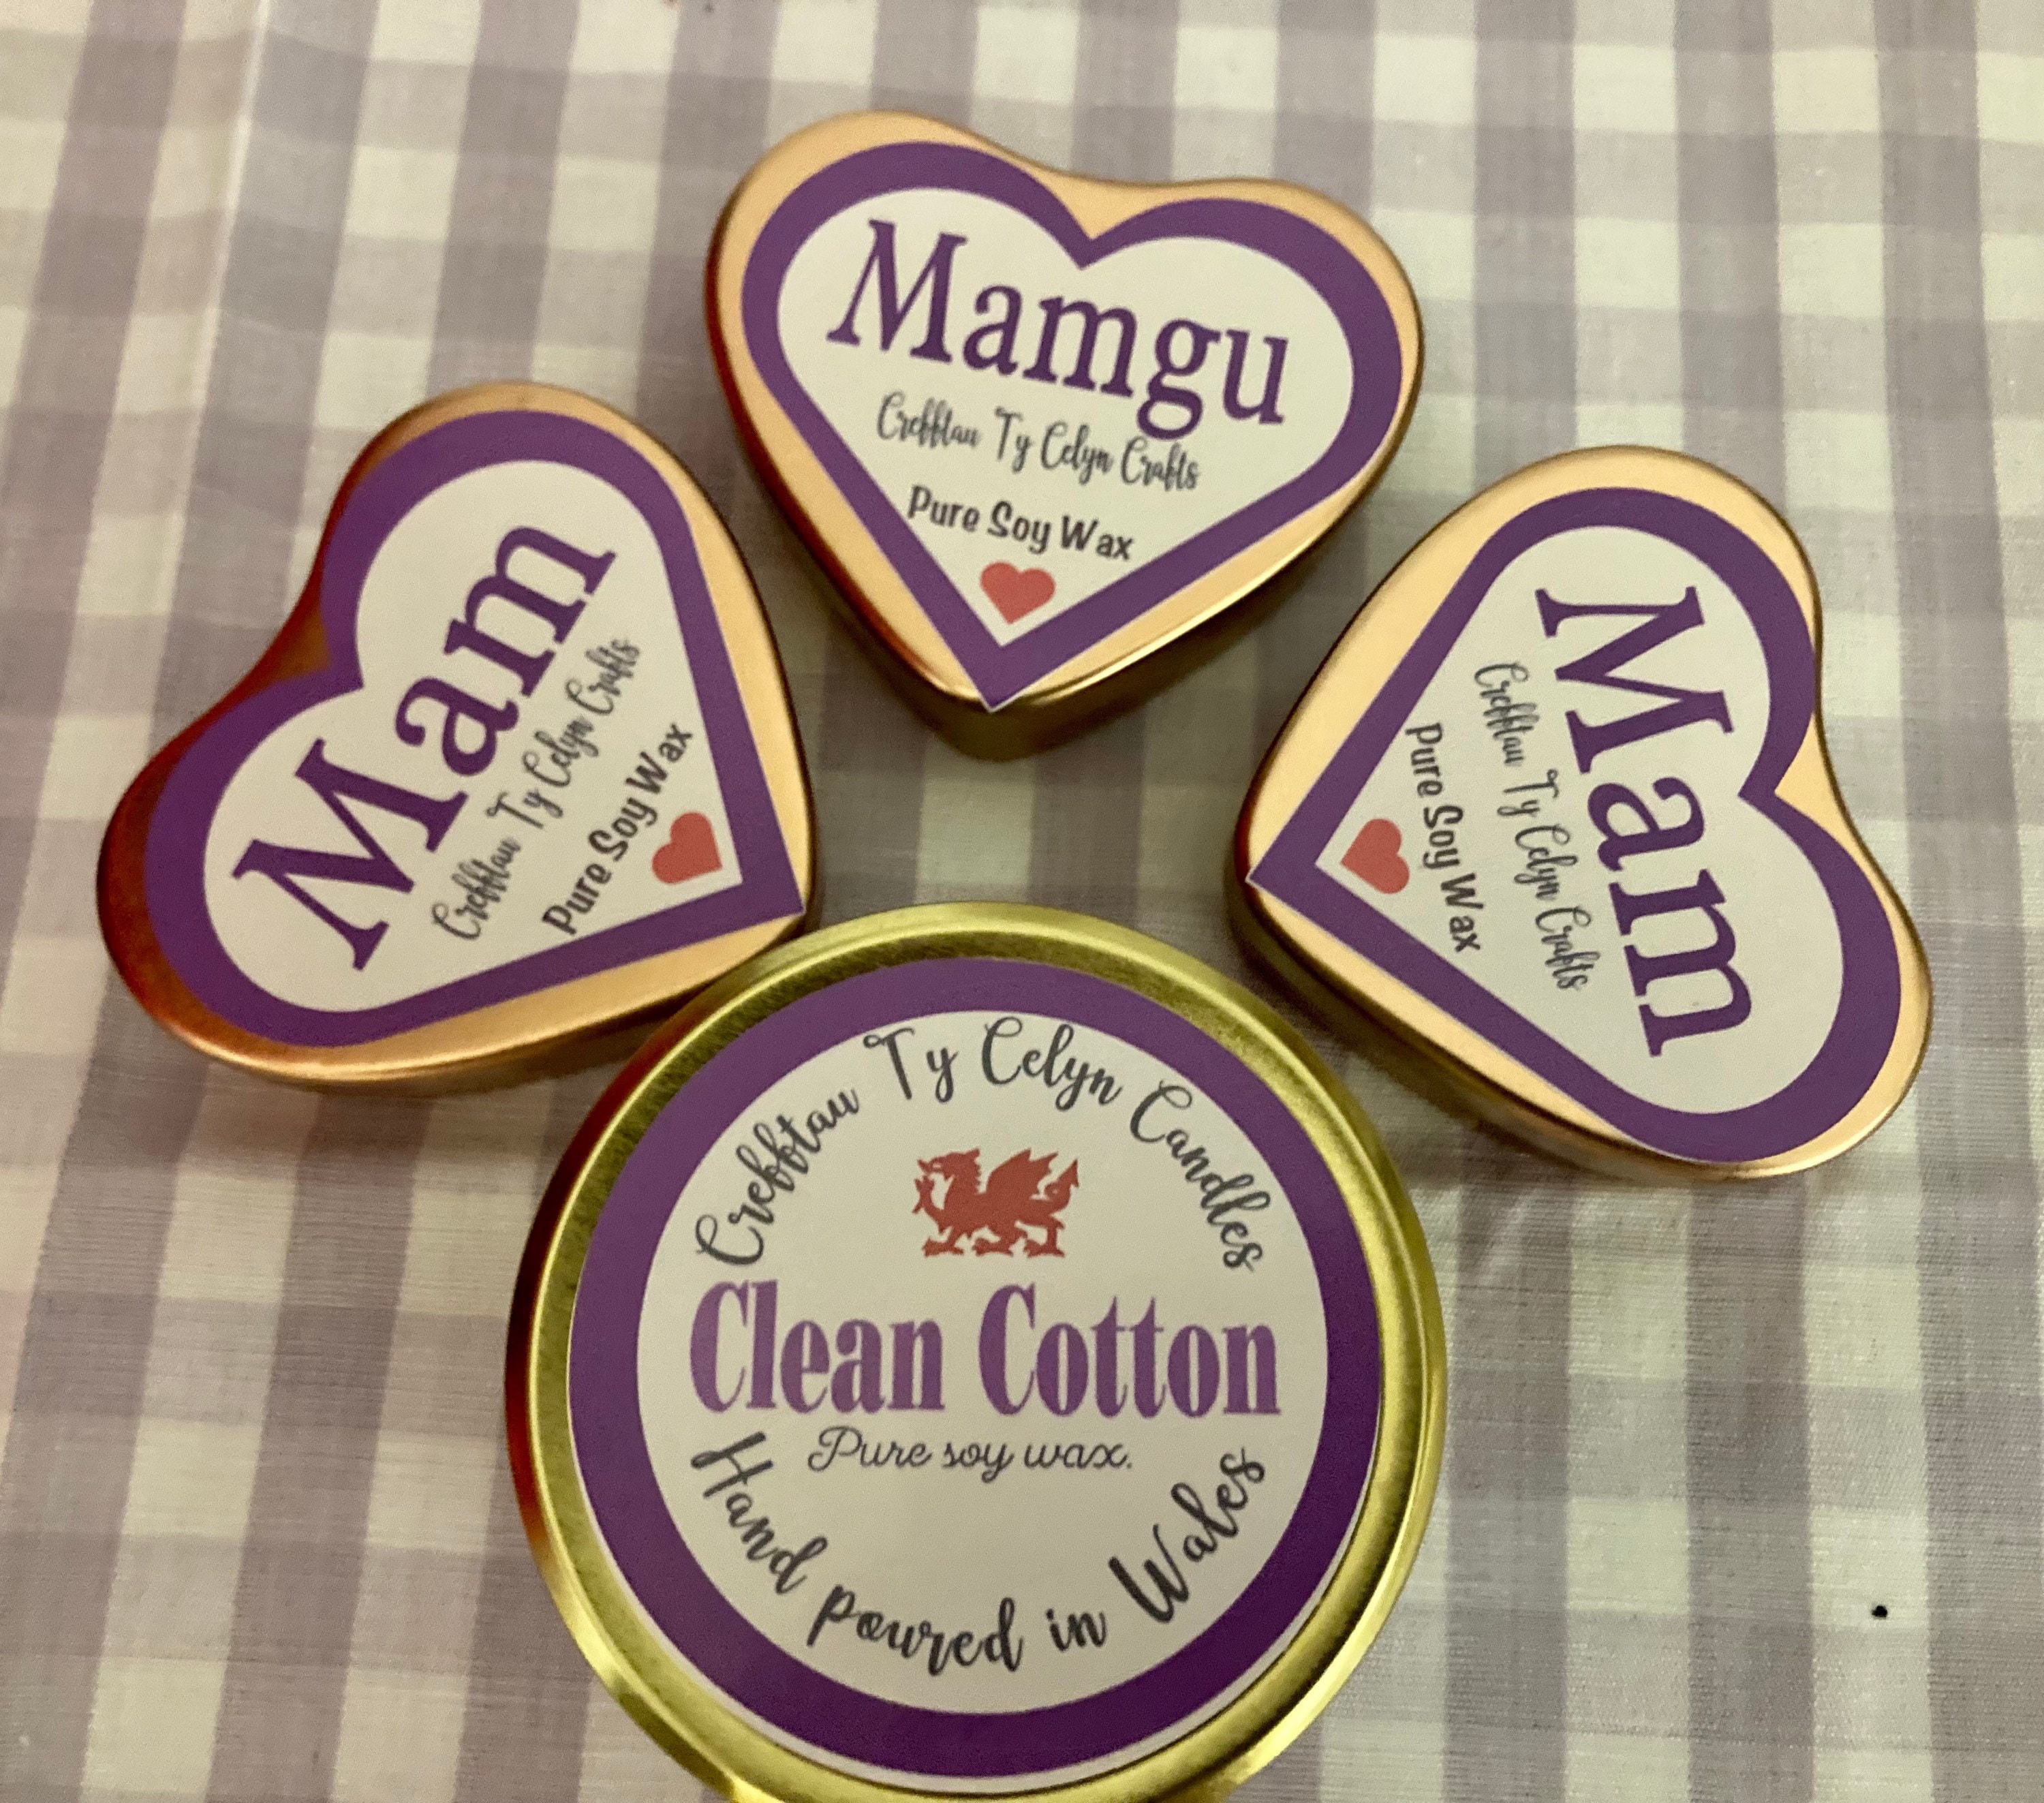 Mamgu
Crefftau Ty Celyn Crafts
Pure Soy Wax
Mam
Crefftau Ty Celyn Crafts
Pure Soy Wax
Mam
Crefftau Ty Celyn Crafts
Pure Soy Wax
Crefftau Ty Celyn Candles
Clean Cotton
Pure soy wax.
Hand poured in Wales